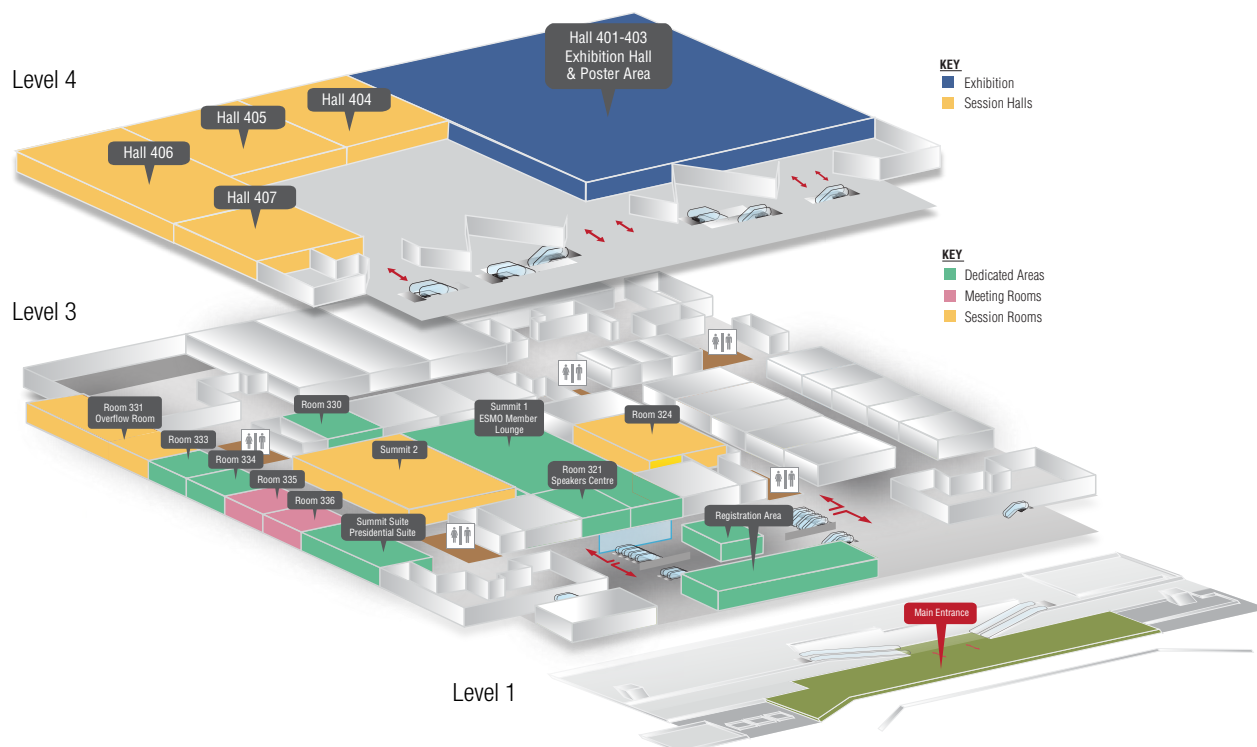 Level 4
Hall 401-403
Exhibition Hall
& Poster Area
Hall 404
Hall 405
Hall 406
Hall 407
KEY
Exhibition
Session Halls
KEY
Dedicated Areas
Meeting Rooms
Session Rooms
Level 3
Room 331
Overflow Room
Room 333
Room 334
Room 335
Room 336
Summit Suite
Presidential Suite
Room 330
Summit 2
Summit 1
ESMO Member
Lounge
Room 324
Room 321
Speakers Centre
Registration Area
Main Entrance
Level 1